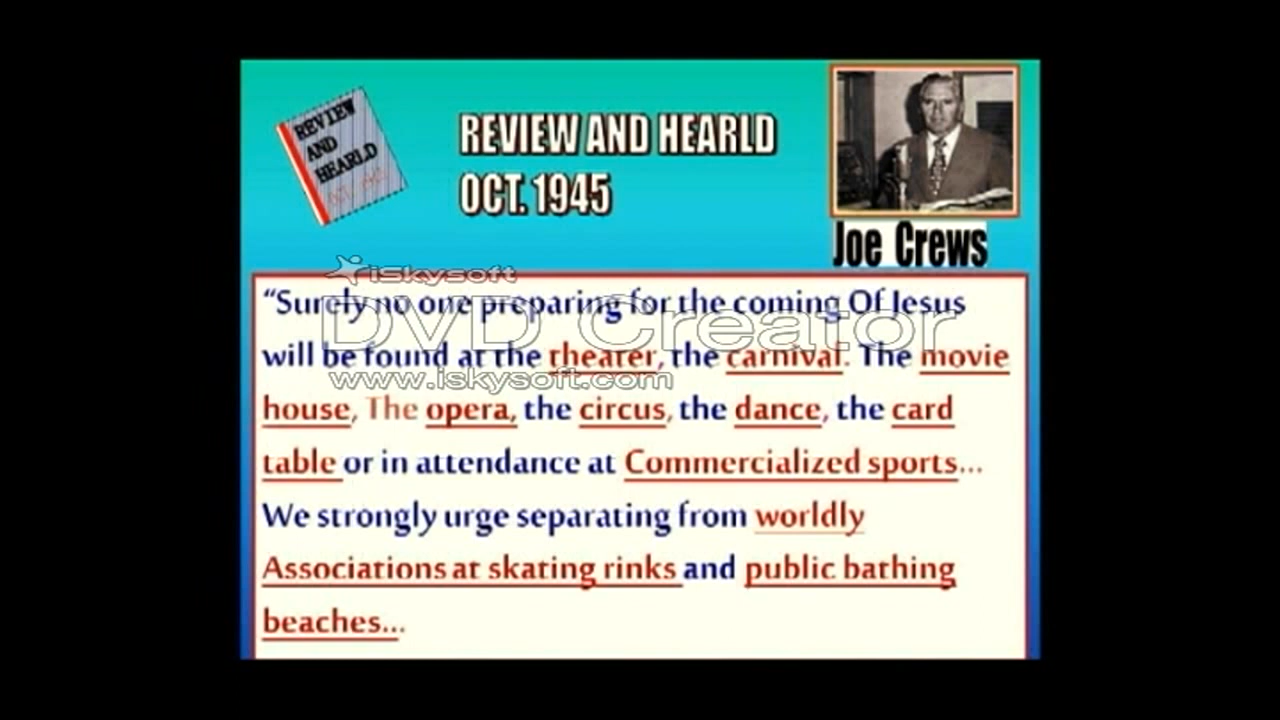 REVIEW
AND
HEARLD
OCT. 1945
REVIEW AND HEARLD
OCT. 1945
Joe Crews
iSkysoft
DVD Creator
www.iskysoft.com
“Surely no one preparing for the coming Of Jesus
will be found at the theater, the carnival. The movie
house, The opera, the circus, the dance, the card
table or in attendance at Commercialized sports...
We strongly urge separating from worldly
Associations at skating rinks and public bathing
beaches...